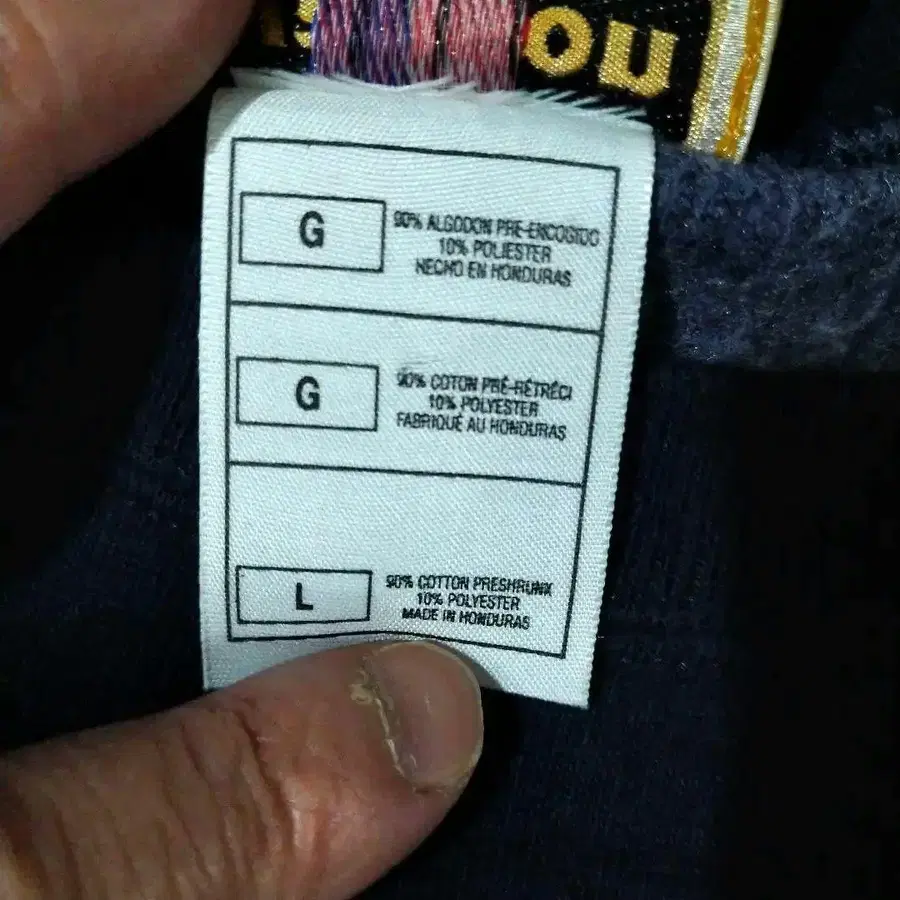 ou
G
90% ALGODON PRE-ENCOGIDO
10% POLIESTER
HECHO EN HONDURAS
G
90% COTON PRÉ-RÉTRÉCI
10% POLYESTER
FABRIQUÉ AU HONDURAS
L
90% COTTON PRESHRUNK
10% POLYESTER
MADE IN HONDURAS